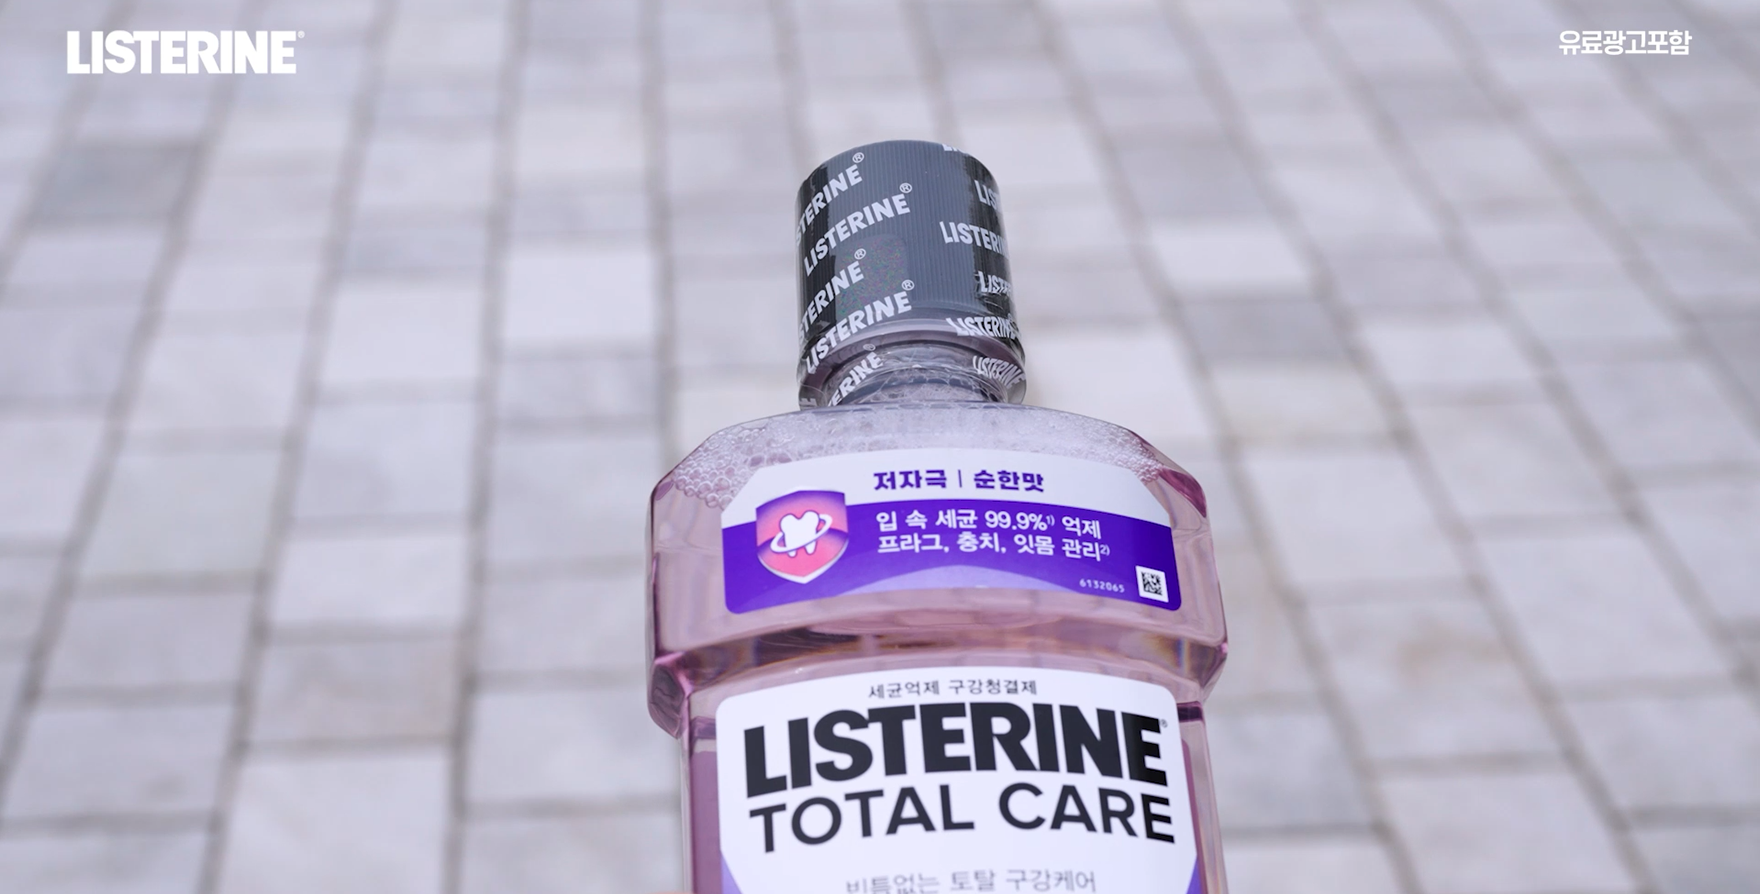 LISTERINE®
유료광고포함
LISTERINE®
LISTERINE®
LISTERINE®
LISTERINE®
저자극 | 순한맛
입 속 세균 99.9%¹⁾ 억제
프라그, 충치, 잇몸 관리²⁾
6132065
세균억제 구강청결제
LISTERINE®
TOTAL CARE
빈틈없는 토탈 구강케어